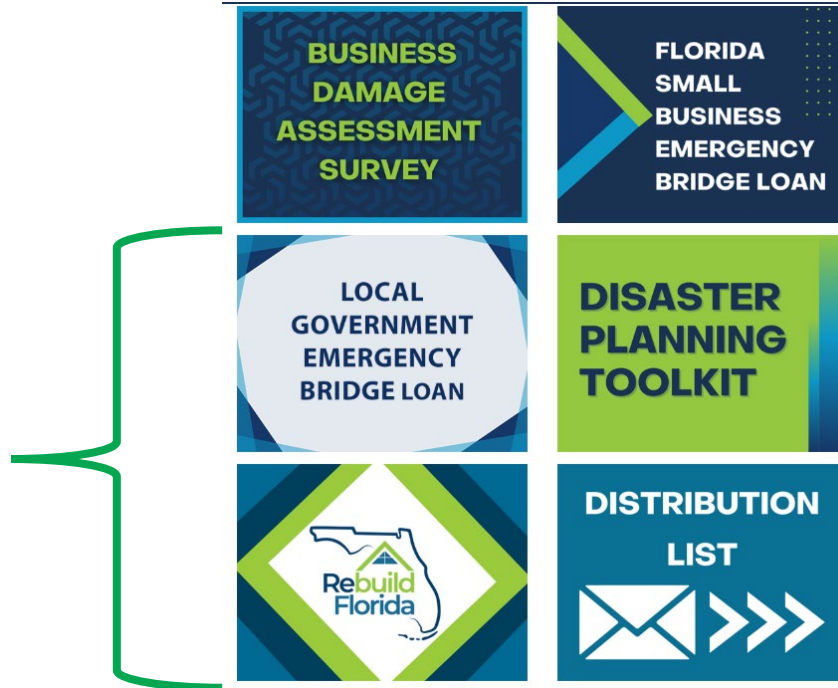 BUSINESS
DAMAGE
ASSESSMENT
SURVEY
FLORIDA
SMALL
BUSINESS
EMERGENCY
BRIDGE LOAN
LOCAL
GOVERNMENT
EMERGENCY
BRIDGE LOAN
DISASTER
PLANNING
TOOLKIT
Rebuild
Florida
DISTRIBUTION
LIST